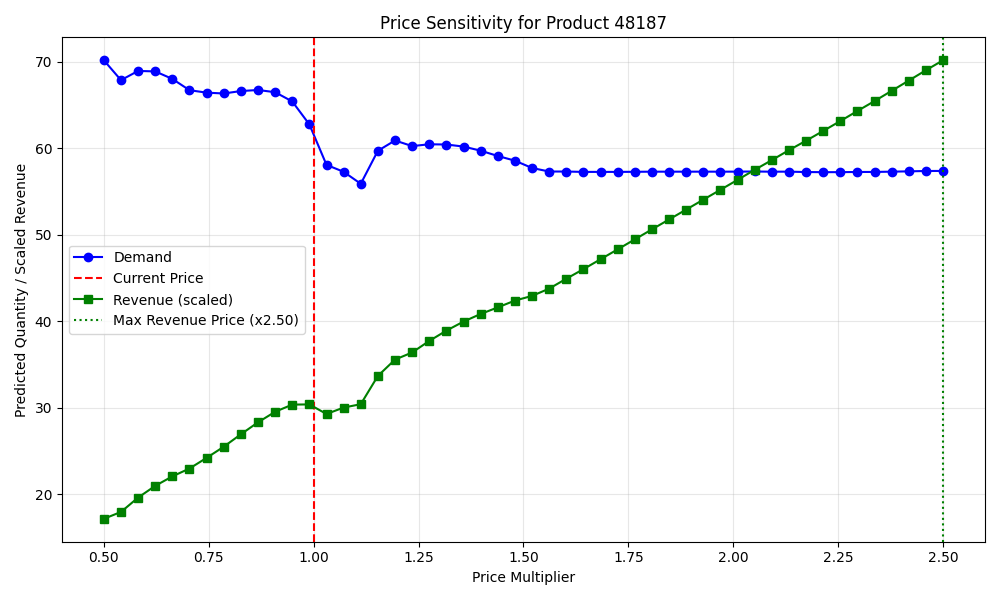 Price Sensitivity for Product 48187
Predicted Quantity / Scaled Revenue
70
60
50
40
30
20
Demand
Current Price
Revenue (scaled)
Max Revenue Price (x2.50)
0.50 0.75 1.00 1.25 1.50 1.75 2.00 2.25 2.50
Price Multiplier